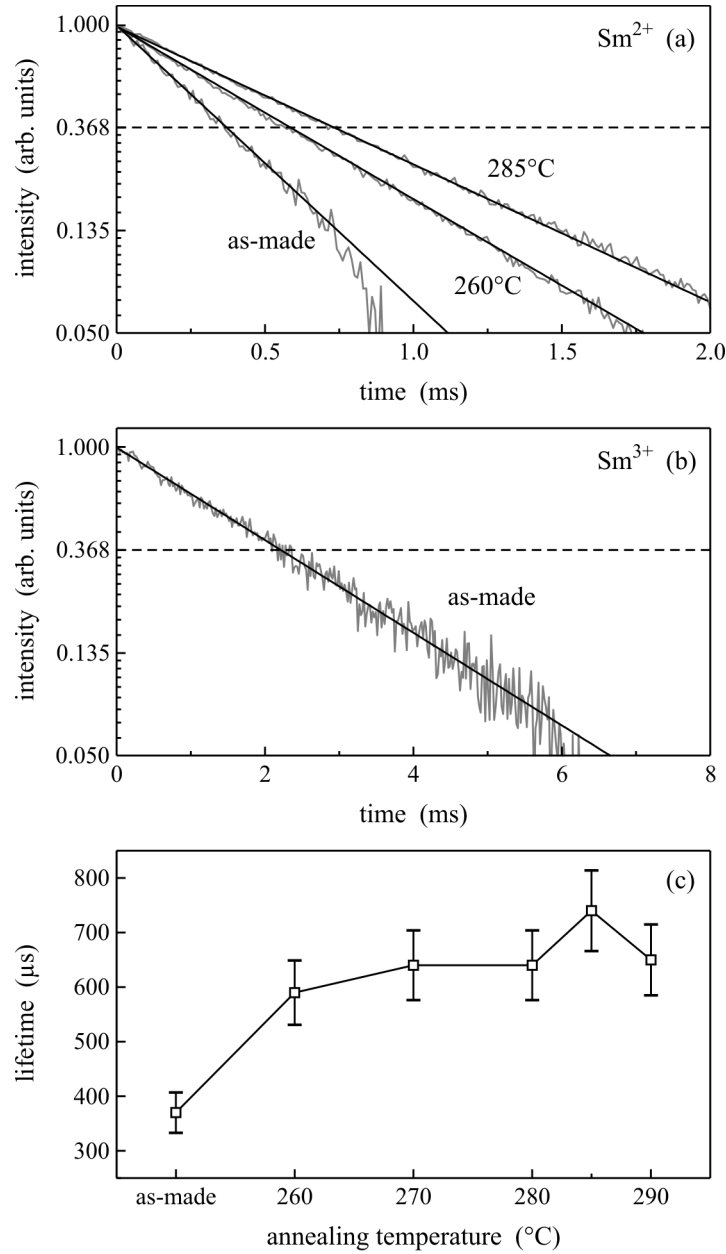 1.000
Sm²⁺ (a)
0.368
285°C
0.135
as-made
260°C
0.050
0 0.5 1.0 1.5 2.0
time (ms)
intensity (arb. units)
1.000
Sm³⁺ (b)
0.368
as-made
0.135
0.050
0 2 4 6 8
time (ms)
intensity (arb. units)
800
(c)
700
600
500
400
300
as-made 260 270 280 290
annealing temperature (°C)
lifetime (μs)